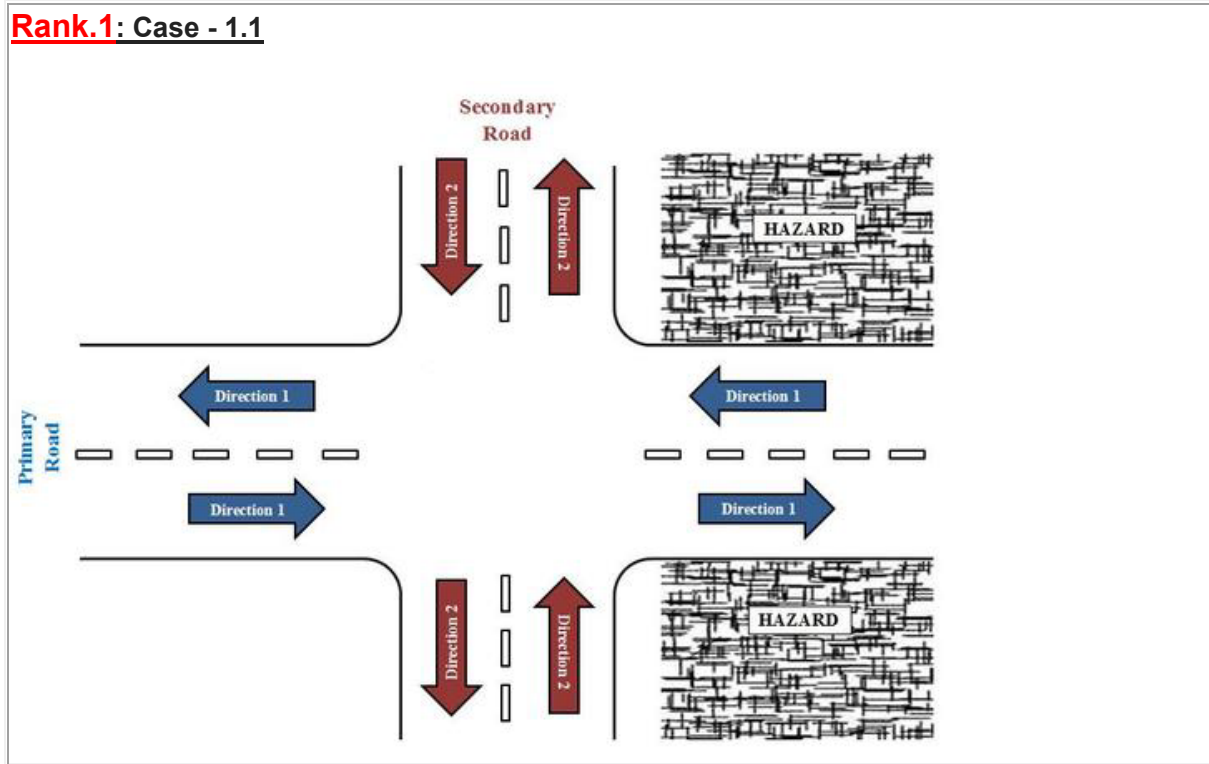 Rank.1: Case - 1.1
Secondary
Road
Direction 2
Direction 2
HAZARD
Direction 1
Direction 1
Primary
Road
Direction 1
Direction 1
Direction 2
Direction 2
HAZARD